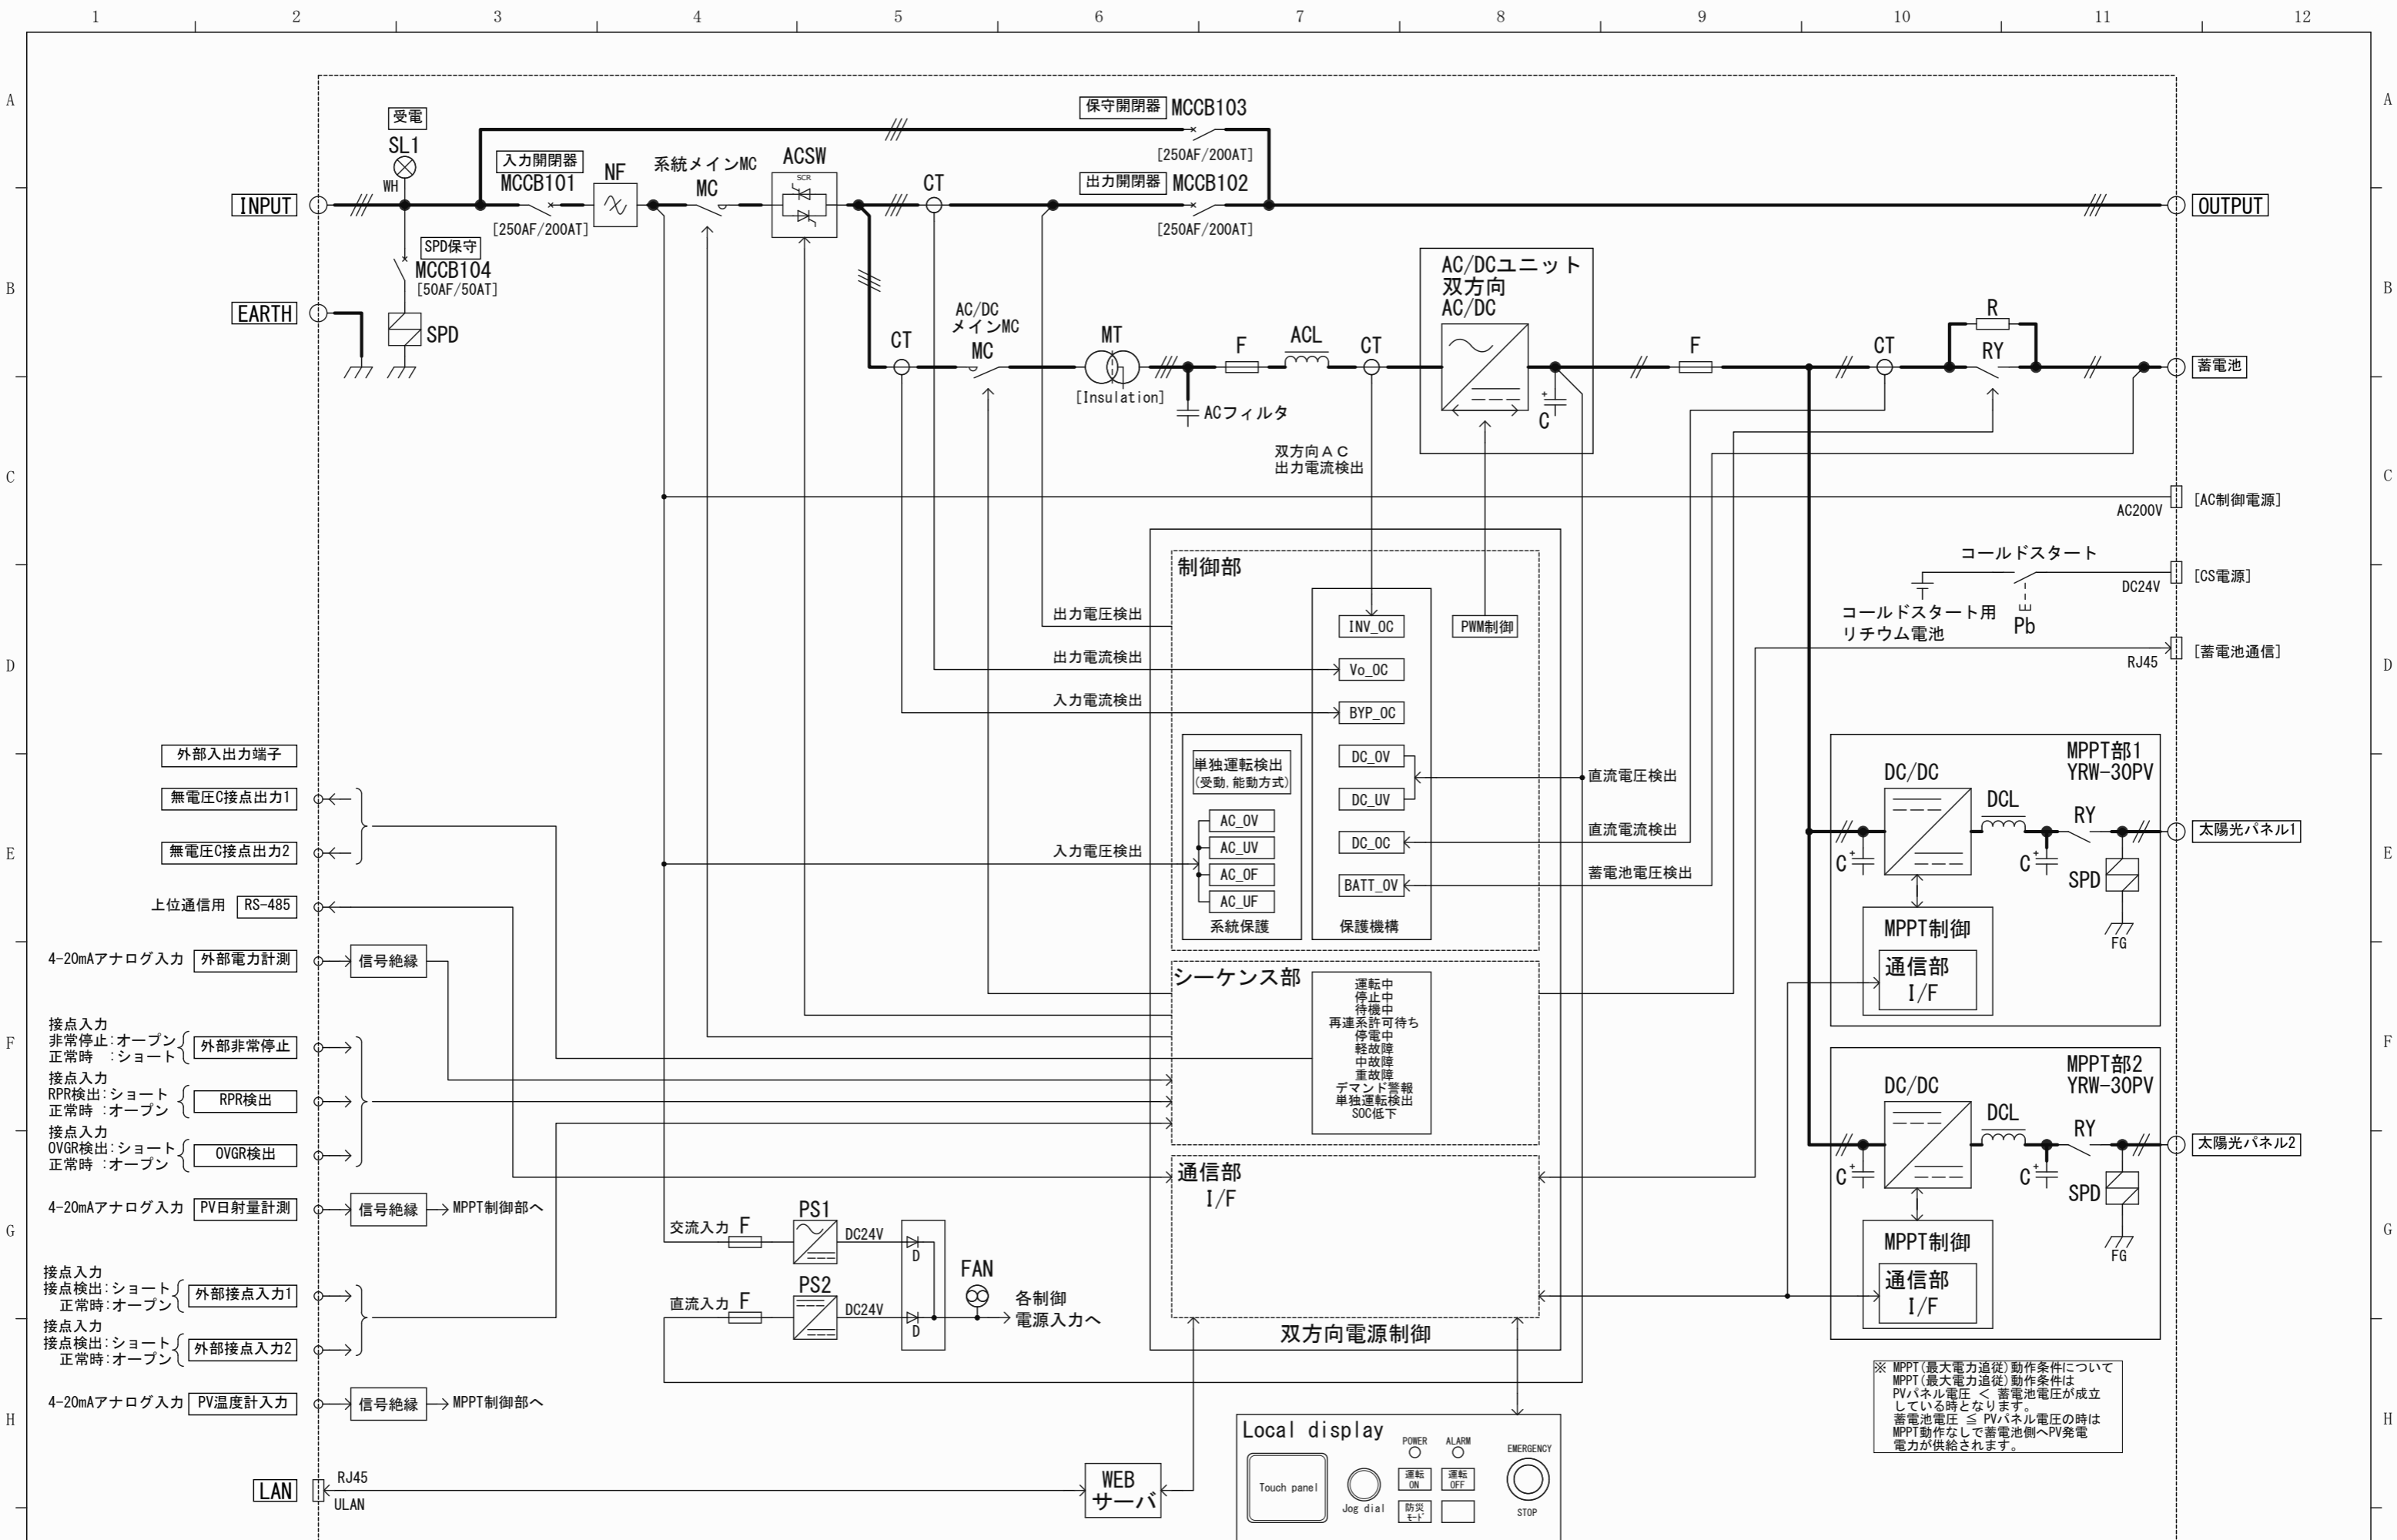 1 2 3 4 5 6 7 8 9 10 11 12
A
A
B
B
C
C
D
D
E
E
F
F
G
G
H
H
受電
SL1
WH
保守開閉器 MCCB103
[250AF/200AT]
入力開閉器
MCCB101
[250AF/200AT]
NF
系統メインMC
MC
ACSW
SCR
CT
出力開閉器 MCCB102
[250AF/200AT]
INPUT
OUTPUT
SPD保守
MCCB104
[50AF/50AT]
EARTH
SPD
CT
AC/DC
メインMC
MC
MT
[Insulation]
ACフィルタ
F
ACL
CT
AC/DCユニット
双方向
AC/DC
+
C
F
CT
R
RY
蓄電池
双方向AC
出力電流検出
AC200V
[AC制御電源]
コールドスタート
DC24V
[CS電源]
コールドスタート用
リチウム電池
Pb
RJ45
[蓄電池通信]
制御部
出力電圧検出
出力電流検出
入力電流検出
入力電圧検出
INV_OC
PWM制御
Vo_OC
BYP_OC
DC_OV
DC_UV
DC_OC
BATT_OV
保護機構
単独運転検出
(受動,能動方式)
AC_OV
AC_UV
AC_OF
AC_UF
系統保護
直流電圧検出
直流電流検出
蓄電池電圧検出
シーケンス部
運転中
停止中
待機中
再連系許可待ち
停電中
軽故障
中故障
重故障
デマンド警報
単独運転検出
SOC低下
通信部
I/F
双方向電源制御
MPPT部1
YRW-30PV
DC/DC
DCL
RY
C
+
C
+
SPD
FG
MPPT制御
通信部
I/F
太陽光パネル1
MPPT部2
YRW-30PV
DC/DC
DCL
RY
C
+
C
+
SPD
FG
MPPT制御
通信部
I/F
太陽光パネル2
外部入出力端子
無電圧C接点出力1
無電圧C接点出力2
上位通信用 RS-485
4-20mAアナログ入力 外部電力計測 信号絶縁
接点入力
非常停止:オープン
正常時 :ショート
外部非常停止
接点入力
RPR検出:ショート
正常時 :オープン
RPR検出
接点入力
OVGR検出:ショート
正常時 :オープン
OVGR検出
4-20mAアナログ入力 PV日射量計測 信号絶縁 MPPT制御部へ
接点入力
接点検出:ショート
正常時:オープン
外部接点入力1
接点入力
接点検出:ショート
正常時:オープン
外部接点入力2
4-20mAアナログ入力 PV温度計入力 信号絶縁 MPPT制御部へ
交流入力 F
PS1
DC24V
D
直流入力 F
PS2
DC24V
D
FAN
各制御
電源入力へ
LAN
RJ45
ULAN
WEB
サーバ
Local display
Touch panel
Jog dial
POWER
ALARM
運転
ON
運転
OFF
防災
モード
EMERGENCY
STOP
※ MPPT(最大電力追従)動作条件について
MPPT(最大電力追従)動作条件は
PVパネル電圧 < 蓄電池電圧が成立
している時となります。
蓄電池電圧 ≦ PVパネル電圧の時は
MPPT動作なしで蓄電池側へPV発電
電力が供給されます。